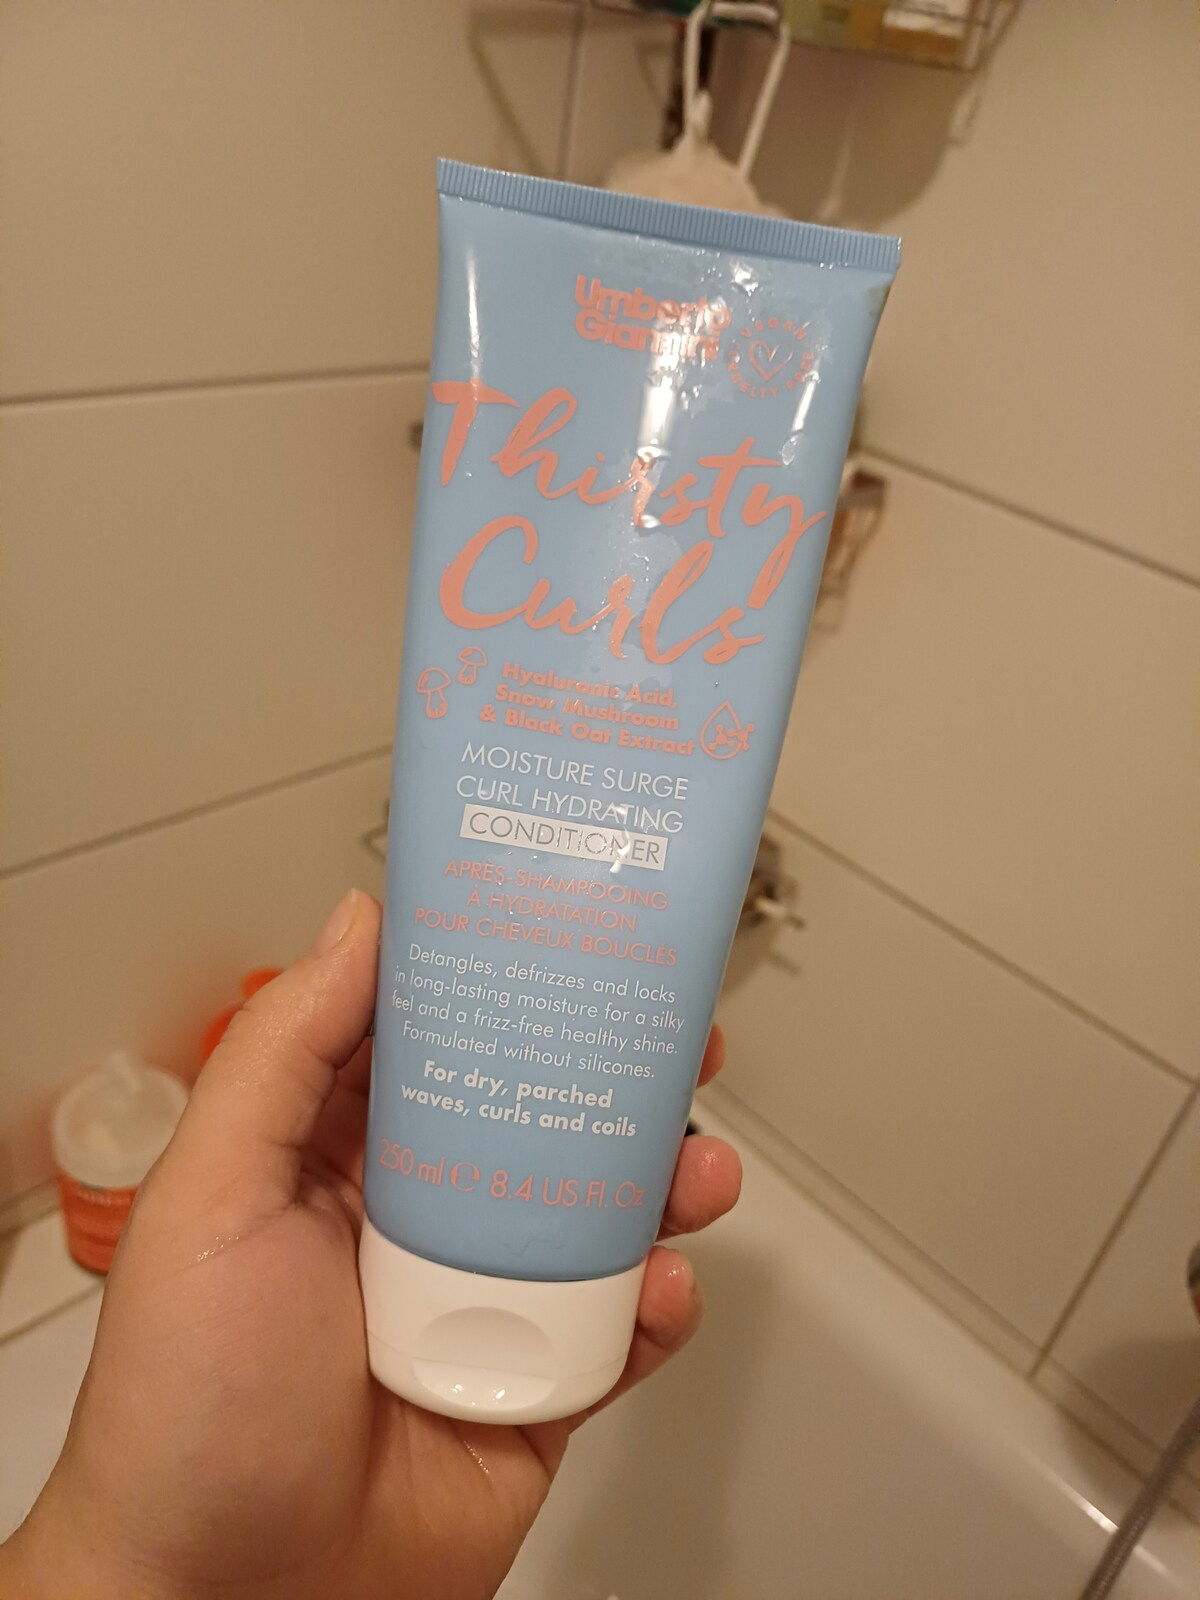 Umberto
Giannini
VEGAN
CRUELTY FREE
Thirsty
Curls
Hyaluronic Acid,
Snow Mushroom
& Black Oat Extract
MOISTURE SURGE
CURL HYDRATING
CONDITIONER
APRÈS-SHAMPOOING
À HYDRATATION
POUR CHEVEUX BOUCLÉS
Detangles, defrizzes and locks
in long-lasting moisture for a silky
feel and a frizz-free healthy shine.
Formulated without silicones.
For dry, parched
waves, curls and coils
250 ml e 8.4 US Fl. Oz